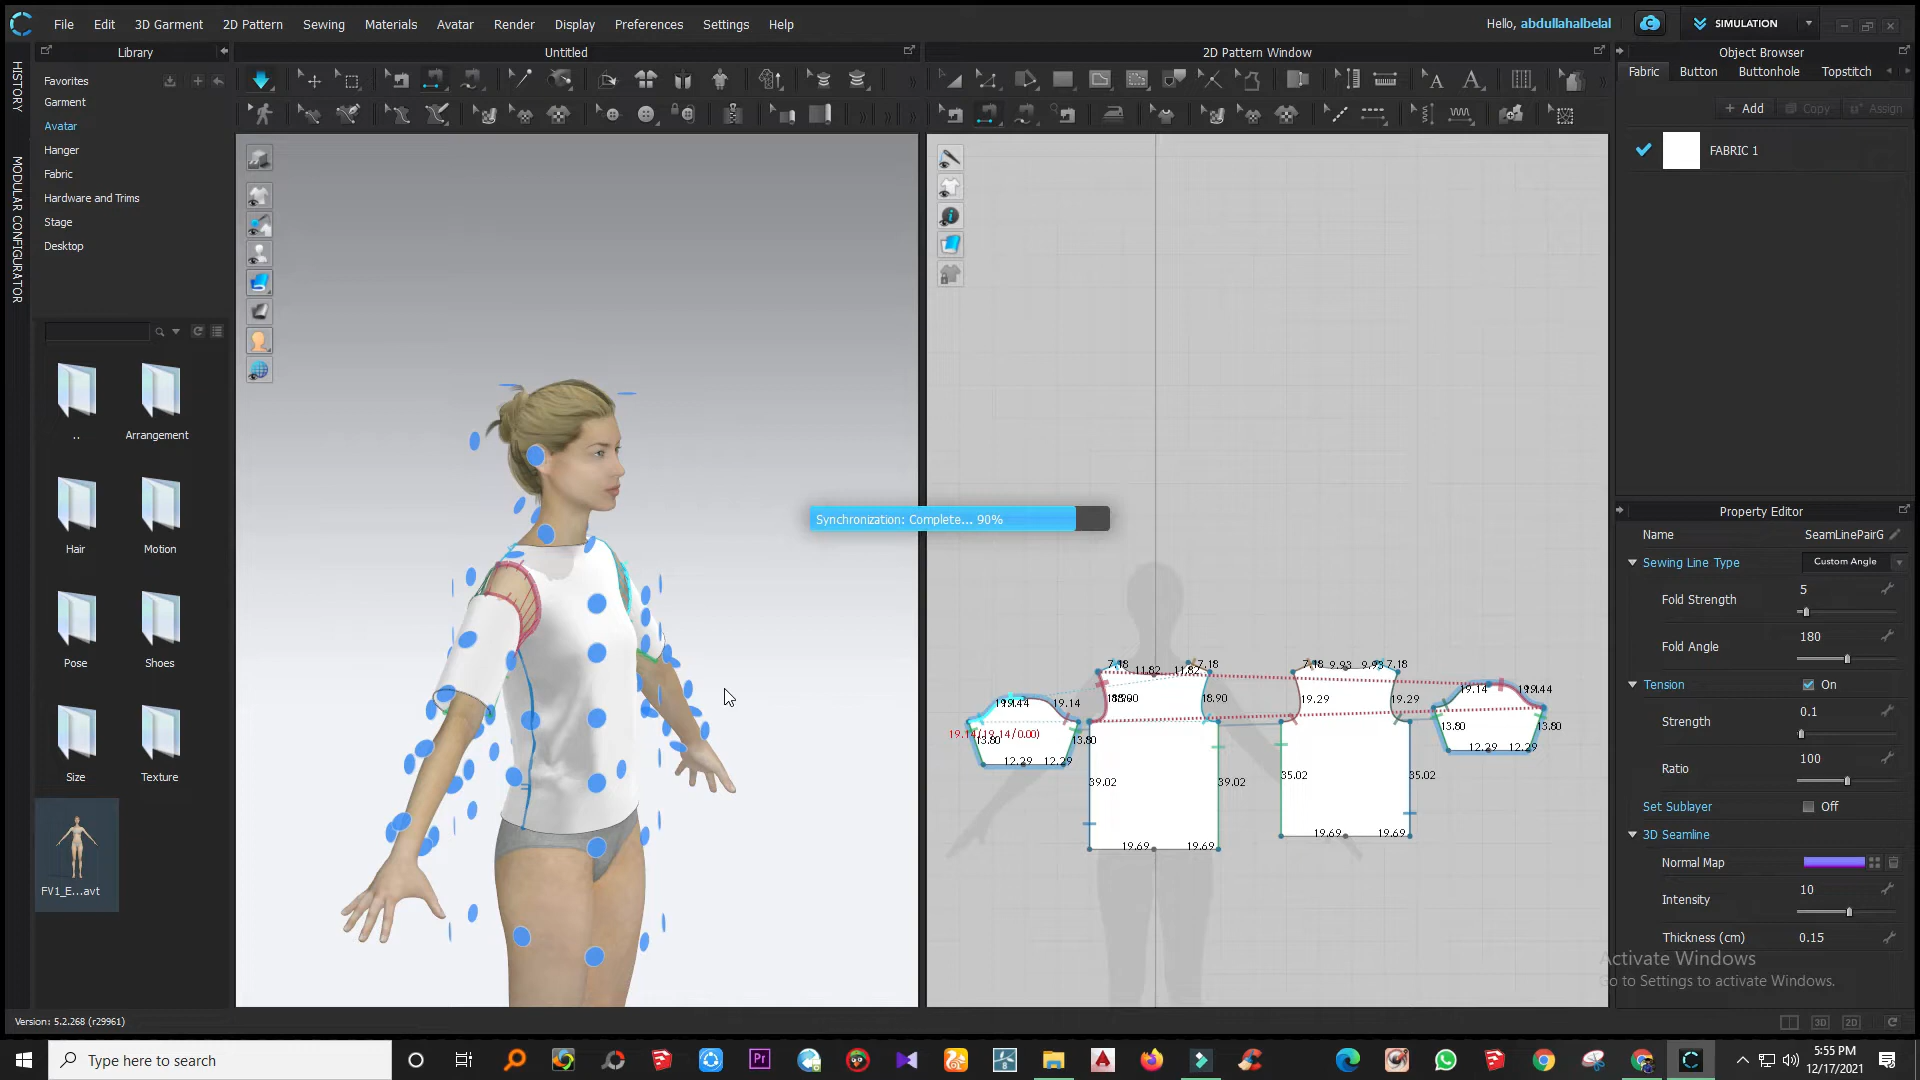 File Edit 3D Garment 2D Pattern Sewing Materials Avatar Render Display Preferences Settings Help
Hello, abdullahalbelal
SIMULATION
HISTORY
MODULAR CONFIGURATOR
Library
Untitled
2D Pattern Window
Object Browser
Favorites
Garment
Avatar
Hanger
Fabric
Hardware and Trims
Stage
Desktop
..
Arrangement
Hair
Motion
Pose
Shoes
Size
Texture
FV1_E...avt
Synchronization: Complete... 90%
7.18 11.82 11.82 7.18
7.18 9.93 9.93 7.18
19.14 19.44
18.90
19.29 19.29
19.14
19.14(19.14/0.00)
13.80 13.80
12.29 12.29
39.02 39.02
35.02 35.02
13.80 13.80
12.29 12.29
19.69 19.69
19.69 19.69
Fabric Button Buttonhole Topstitch
+ Add Copy Assign
FABRIC 1
Property Editor
Name SeamLinePairG
Sewing Line Type Custom Angle
Fold Strength 5
Fold Angle 180
Tension On
Strength 0.1
Ratio 100
Set Sublayer Off
3D Seamline
Normal Map
Intensity 10
Thickness (cm) 0.15
Activate Windows
Go to Settings to activate Windows.
3D 2D
Version: 5.2.268 (r29961)
Type here to search
Pr
5:55 PM
12/17/2021